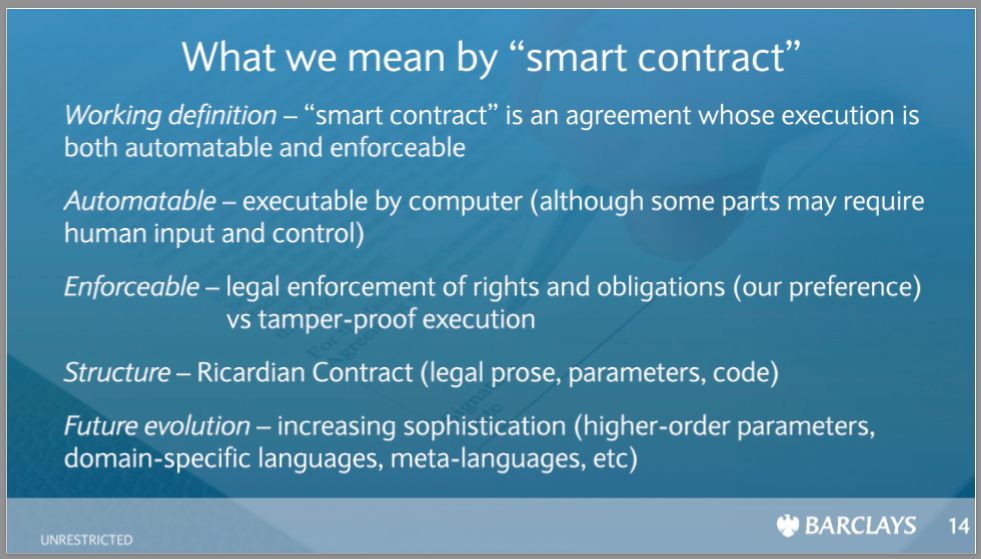 What we mean by “smart contract”
Working definition – “smart contract” is an agreement whose execution is
both automatable and enforceable
Automatable – executable by computer (although some parts may require
human input and control)
Enforceable – legal enforcement of rights and obligations (our preference)
vs tamper-proof execution
Structure – Ricardian Contract (legal prose, parameters, code)
Future evolution – increasing sophistication (higher-order parameters,
domain-specific languages, meta-languages, etc)
UNRESTRICTED
BARCLAYS 14